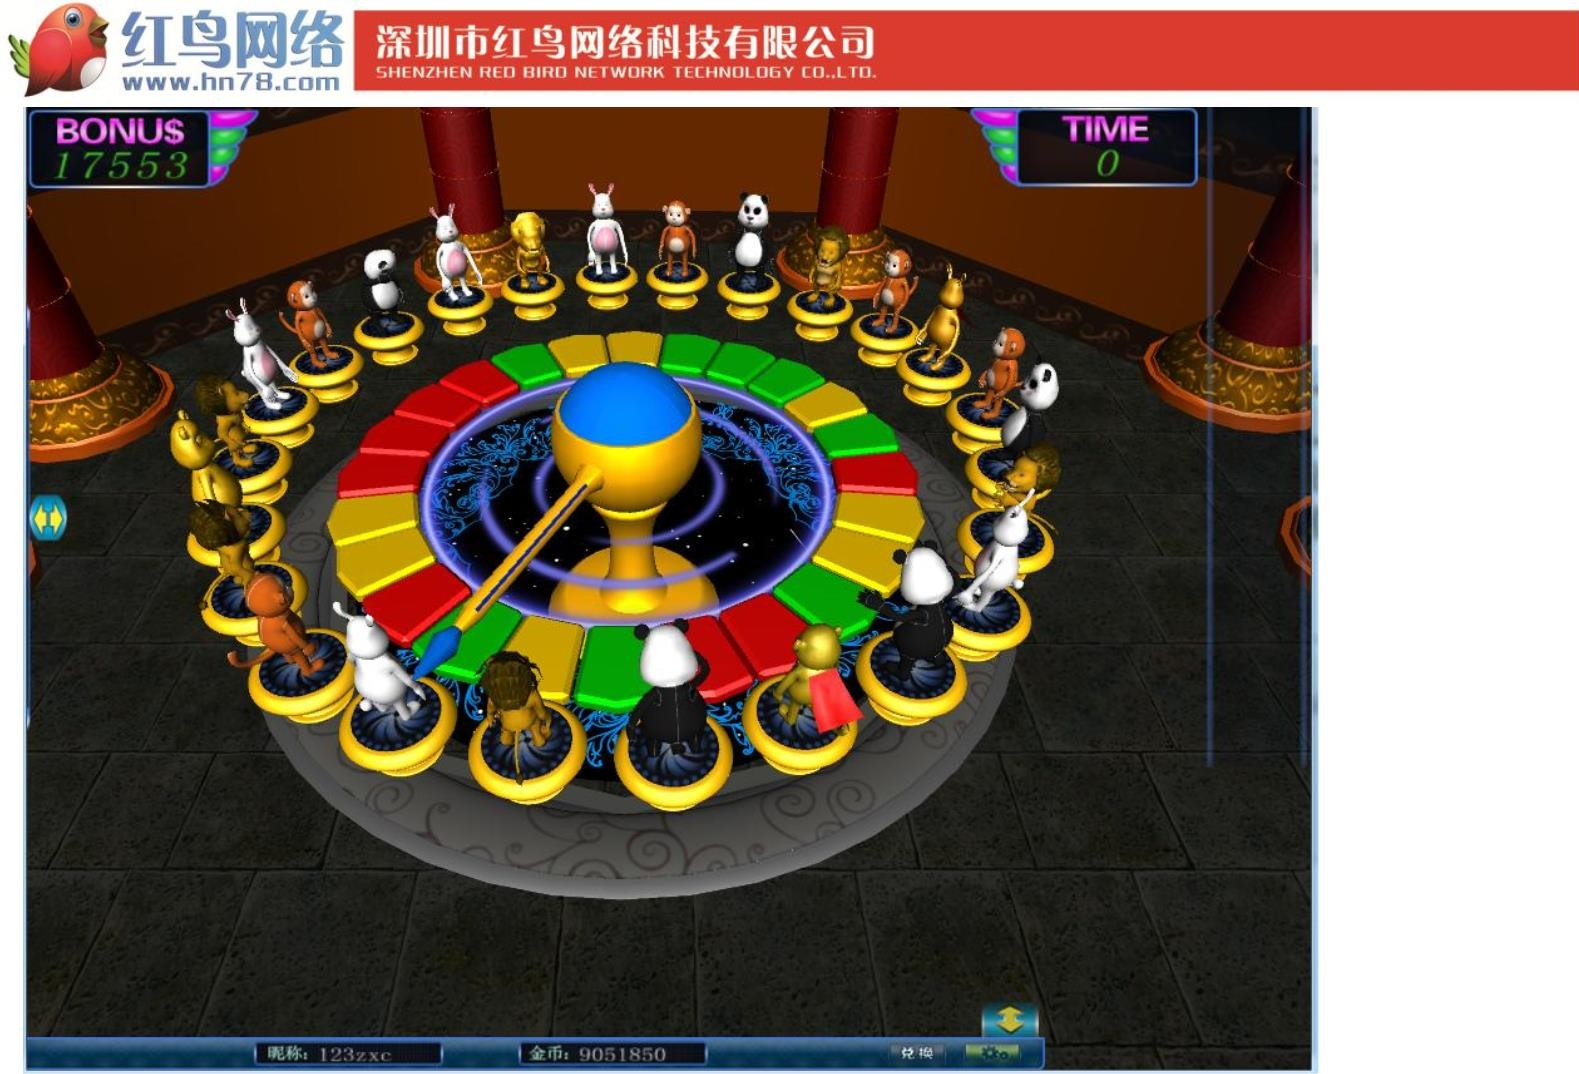 红鸟网络
www.hn78.com
深圳市红鸟网络科技有限公司
SHENZHEN RED BIRD NETWORK TECHNOLOGY CO.,LTD.
BONU$
17553
TIME
0
昵称: 123zxc
金币: 9051850
兑换